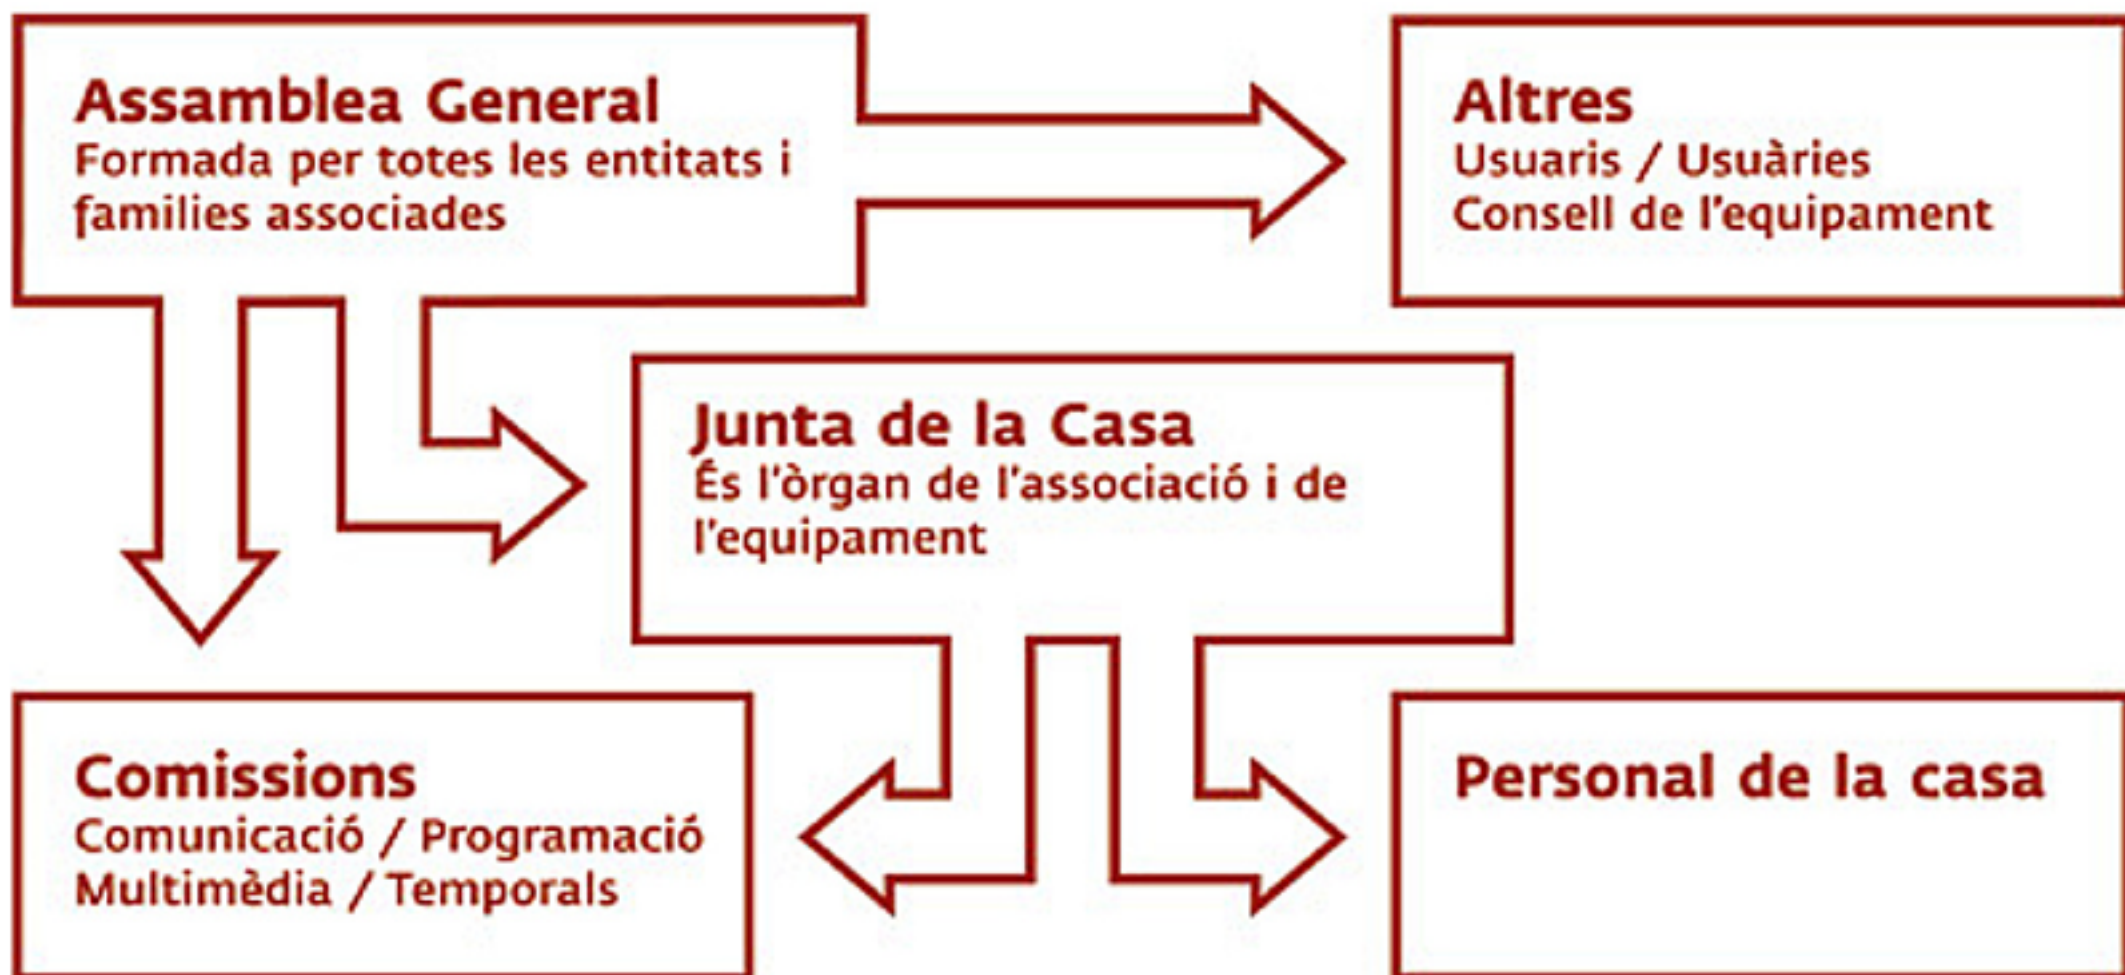 Assamblea General
Formada per totes les entitats i
families associades
Altres
Usuaris / Usuàries
Consell de l'equipament
Junta de la Casa
És l'òrgan de l'associació i de
l'equipament
Comissions
Comunicació / Programació
Multimèdia / Temporals
Personal de la casa